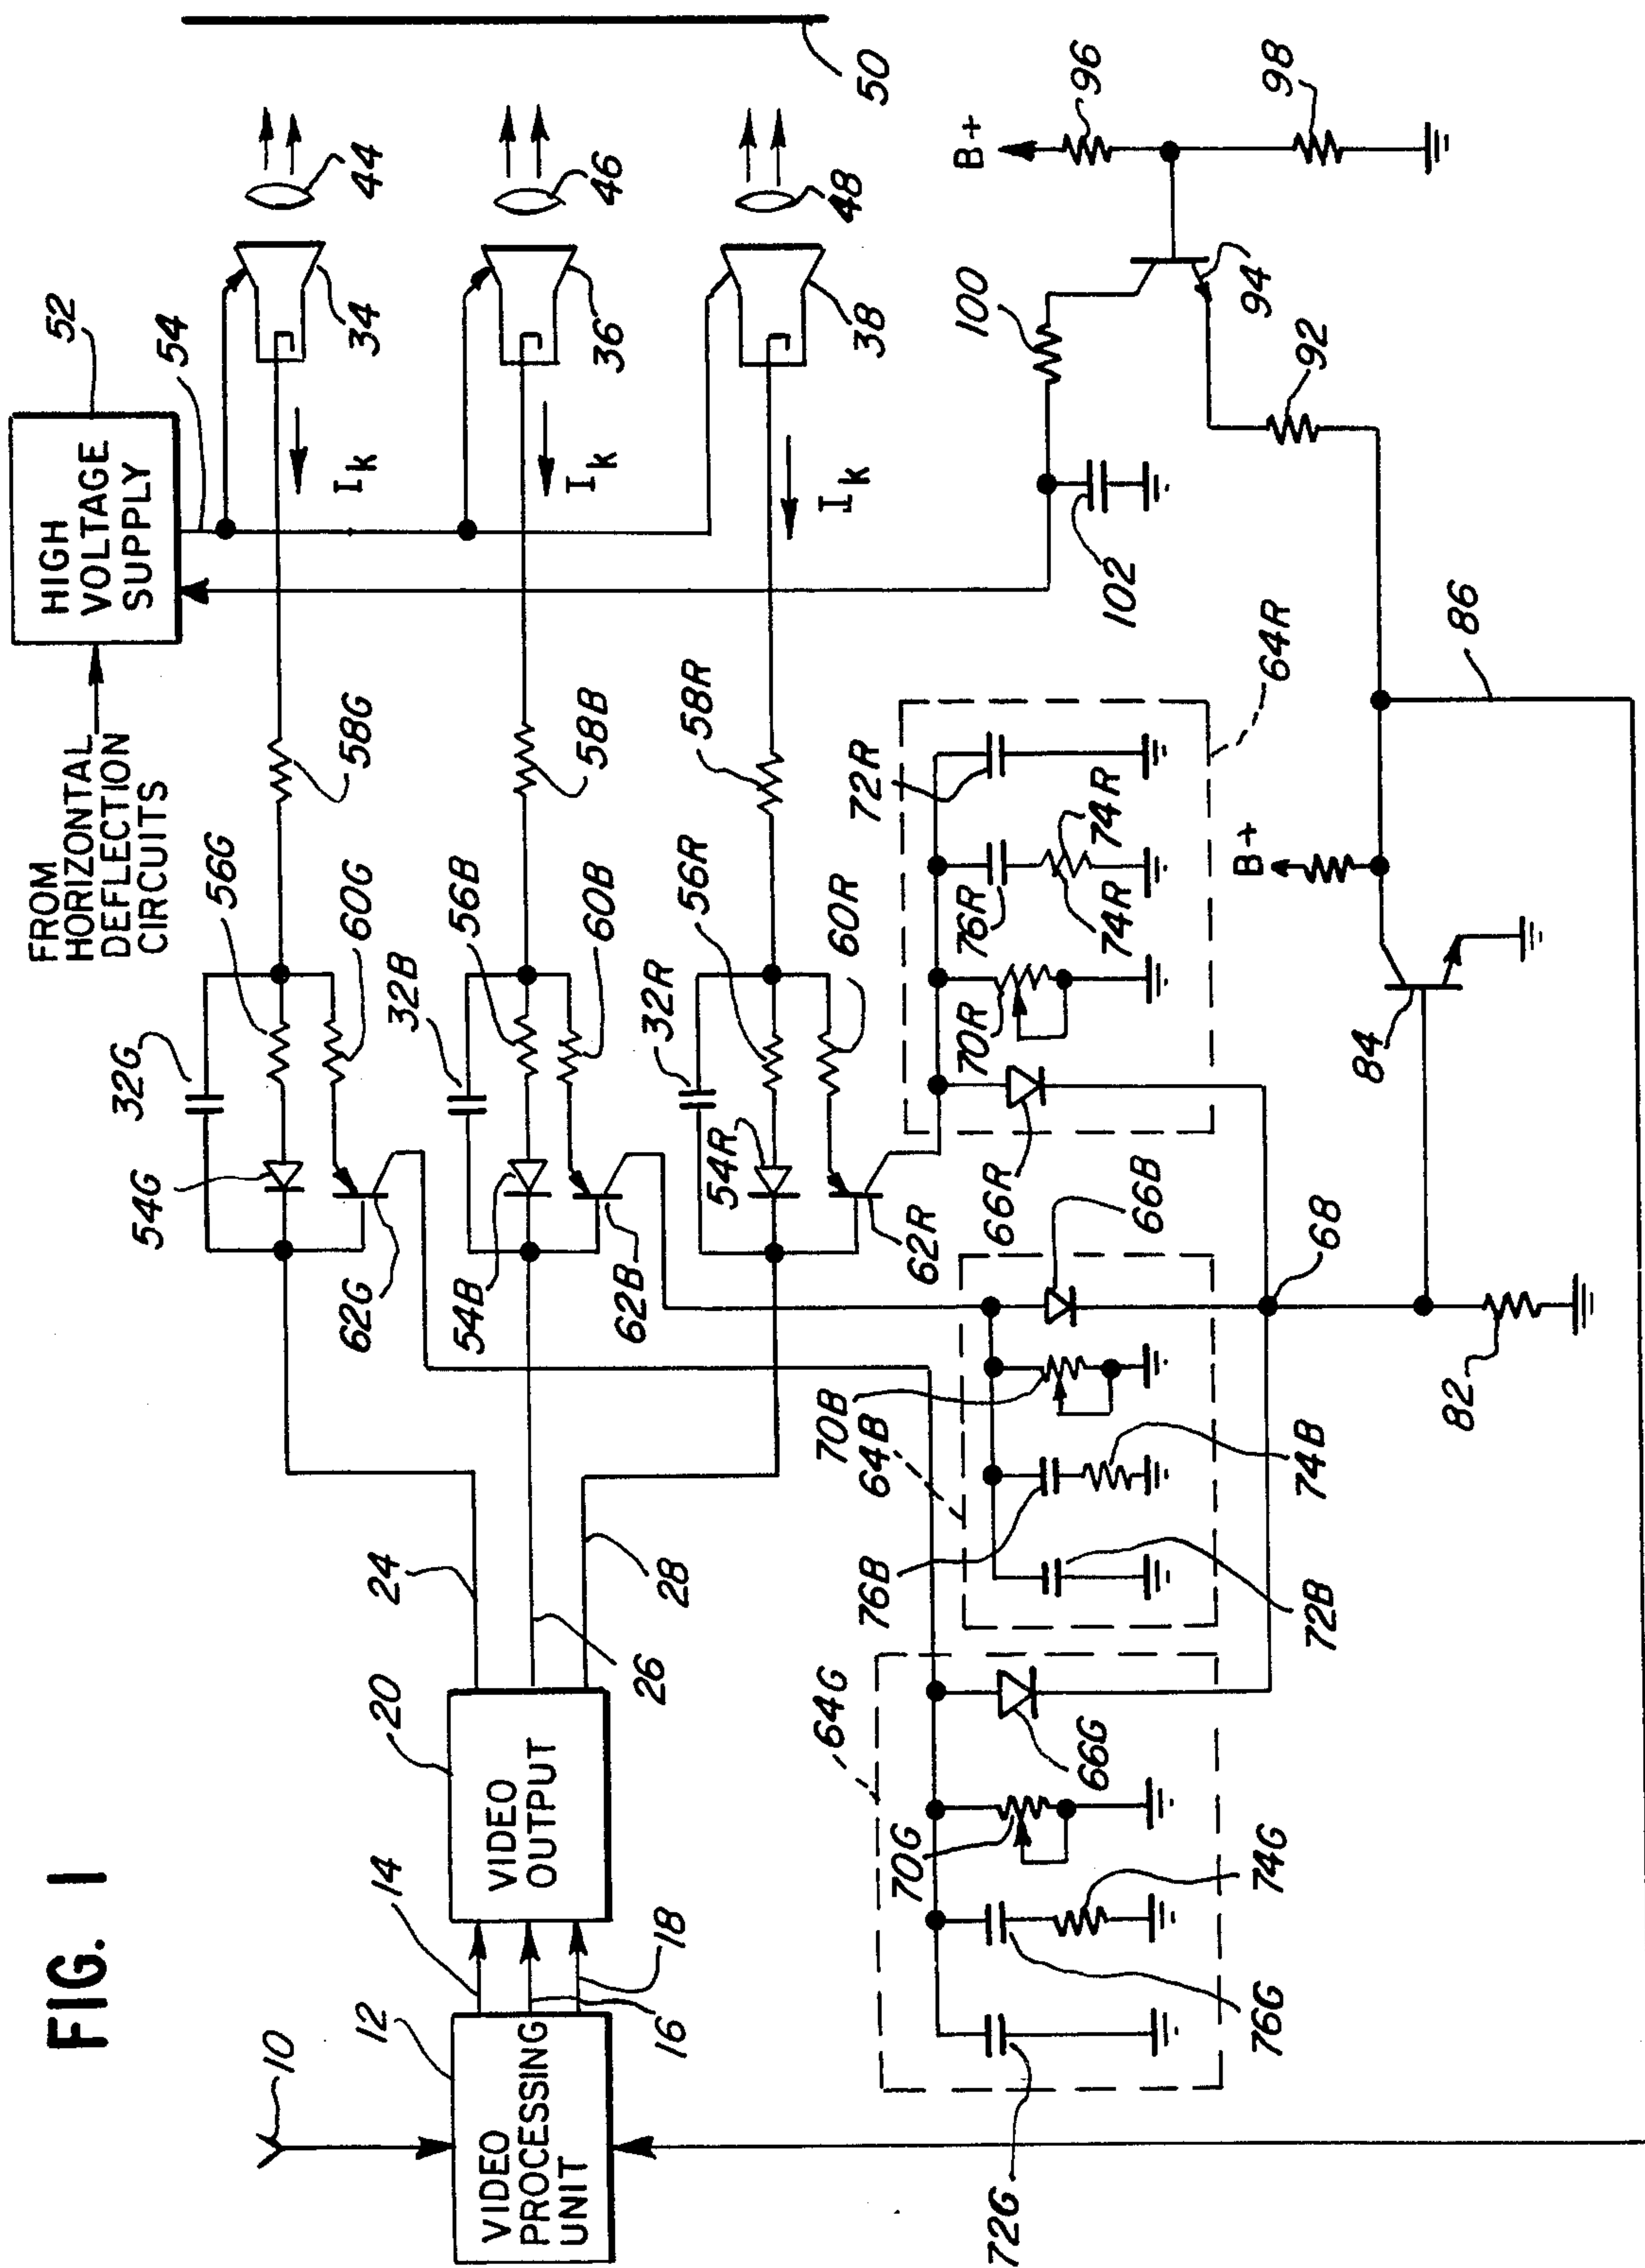 FIG. 1
10
12
VIDEO
PROCESSING
UNIT
14
16
18
20
VIDEO
OUTPUT
24
26
28
FROM
HORIZONTAL
DEFLECTION
CIRCUITS
52
HIGH
VOLTAGE
SUPPLY
54
32G
56G
54G
60G
62G
58G
Ik
34
44
32B
56B
54B
60B
62B
58B
Ik
36
46
32R
56R
54R
60R
62R
58R
Ik
38
48
50
64G
72G
76G
74G
70G
66G
64B
70B
76B
72B
74B
66B
68
66R
70R
76R
74R
74R
72R
64R
82
84
B+
86
92
94
B+
96
98
100
102